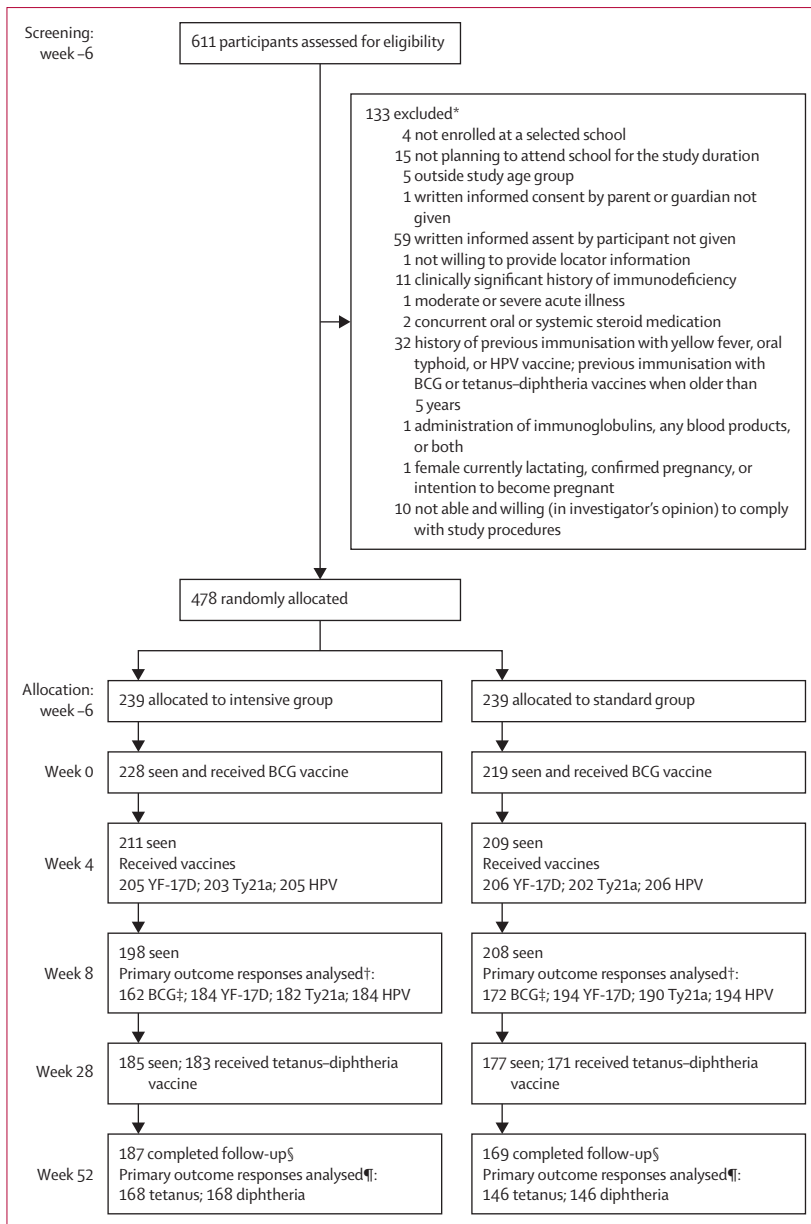 Screening:
week –6
611 participants assessed for eligibility
133 excluded*
4 not enrolled at a selected school
15 not planning to attend school for the study duration
5 outside study age group
1 written informed consent by parent or guardian not
given
59 written informed assent by participant not given
1 not willing to provide locator information
11 clinically significant history of immunodeficiency
1 moderate or severe acute illness
2 concurrent oral or systemic steroid medication
32 history of previous immunisation with yellow fever, oral
typhoid, or HPV vaccine; previous immunisation with
BCG or tetanus–diphtheria vaccines when older than
5 years
1 administration of immunoglobulins, any blood products,
or both
1 female currently lactating, confirmed pregnancy, or
intention to become pregnant
10 not able and willing (in investigator's opinion) to comply
with study procedures
478 randomly allocated
Allocation:
week –6
239 allocated to intensive group
239 allocated to standard group
Week 0
228 seen and received BCG vaccine
219 seen and received BCG vaccine
Week 4
211 seen
Received vaccines
205 YF-17D; 203 Ty21a; 205 HPV
209 seen
Received vaccines
206 YF-17D; 202 Ty21a; 206 HPV
Week 8
198 seen
Primary outcome responses analysed†:
162 BCG‡; 184 YF-17D; 182 Ty21a; 184 HPV
208 seen
Primary outcome responses analysed†:
172 BCG‡; 194 YF-17D; 190 Ty21a; 194 HPV
Week 28
185 seen; 183 received tetanus–diphtheria
vaccine
177 seen; 171 received tetanus–diphtheria
vaccine
Week 52
187 completed follow-up§
Primary outcome responses analysed¶:
168 tetanus; 168 diphtheria
169 completed follow-up§
Primary outcome responses analysed¶:
146 tetanus; 146 diphtheria